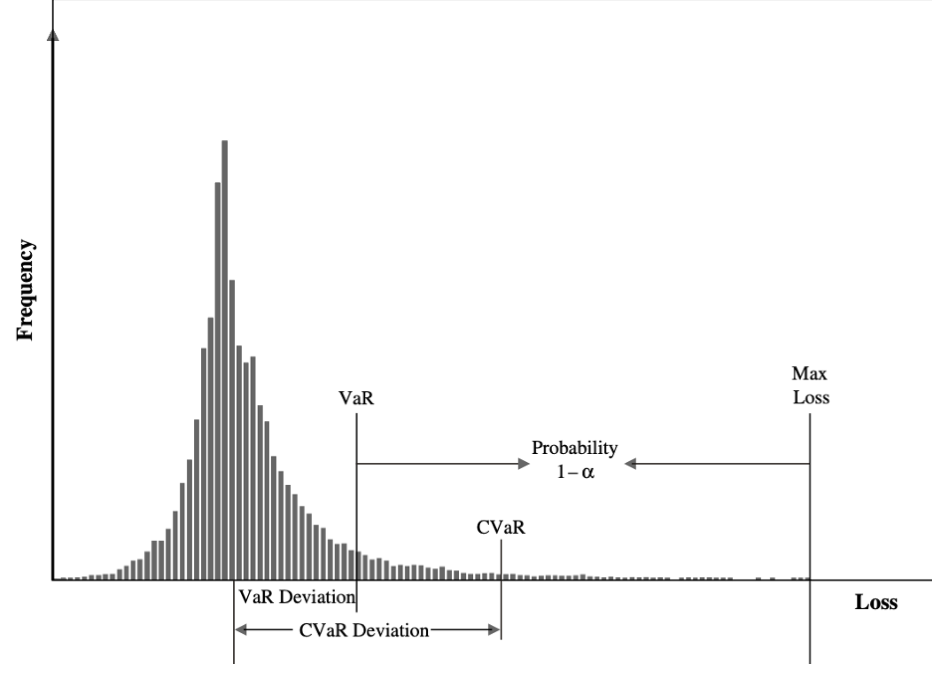 Frequency
VaR
Max
Loss
Probability
1– α
CVaR
VaR Deviation
CVaR Deviation
Loss